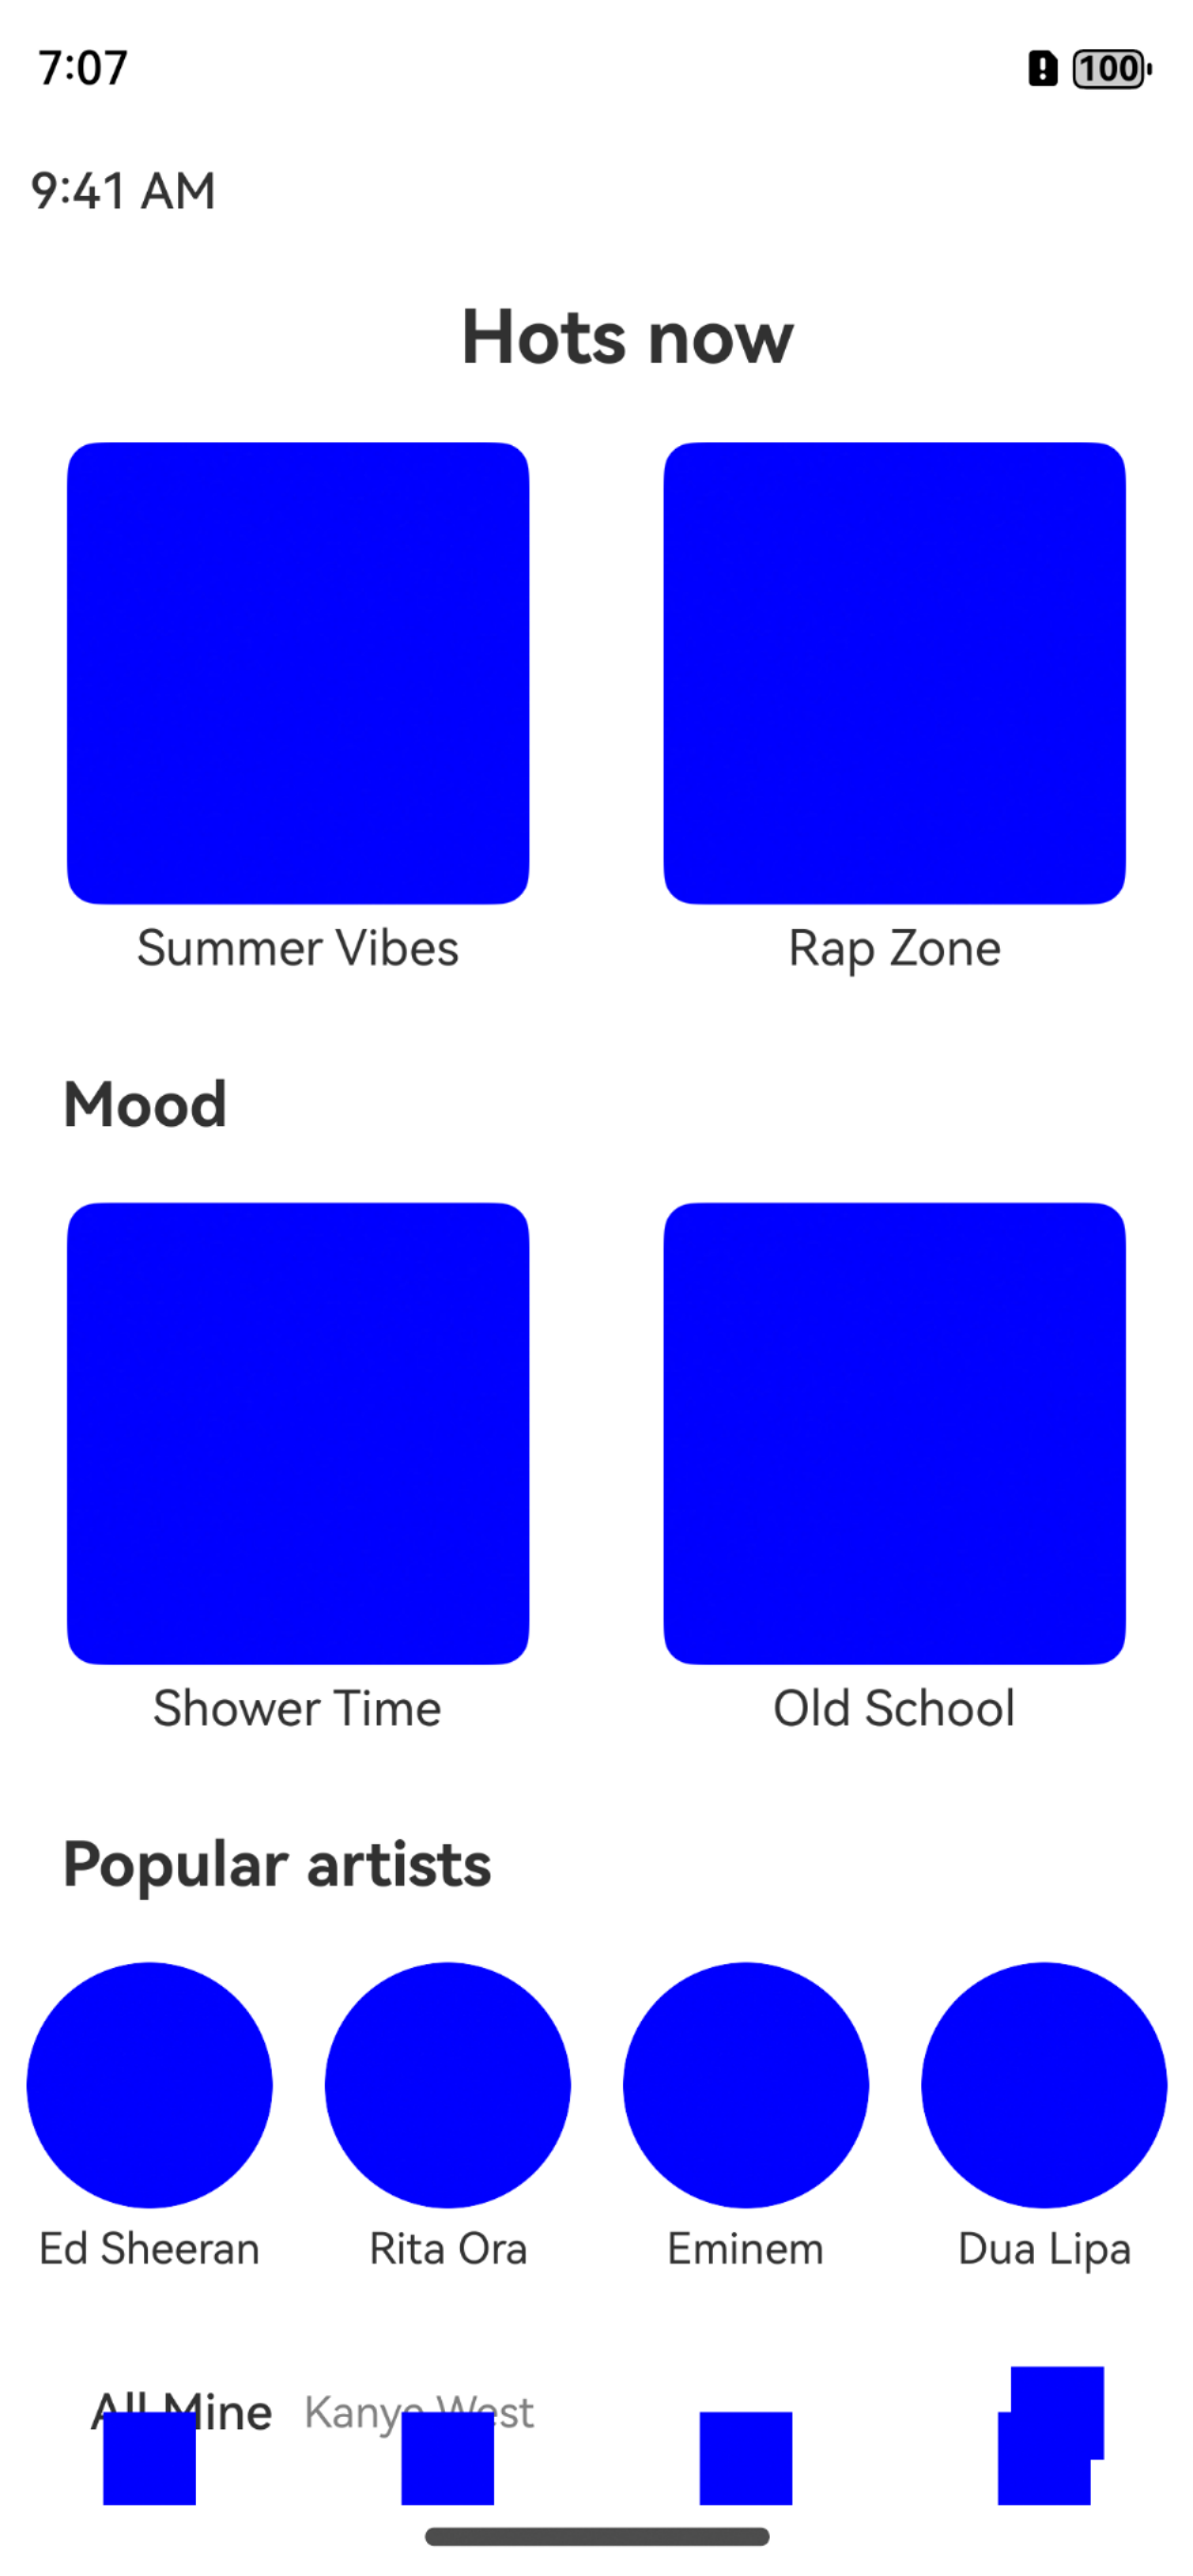 7:07 100
9:41 AM
Hots now
Summer Vibes Rap Zone
Mood
Shower Time Old School
Popular artists
Ed Sheeran Rita Ora Eminem Dua Lipa
All Mine Kanye West